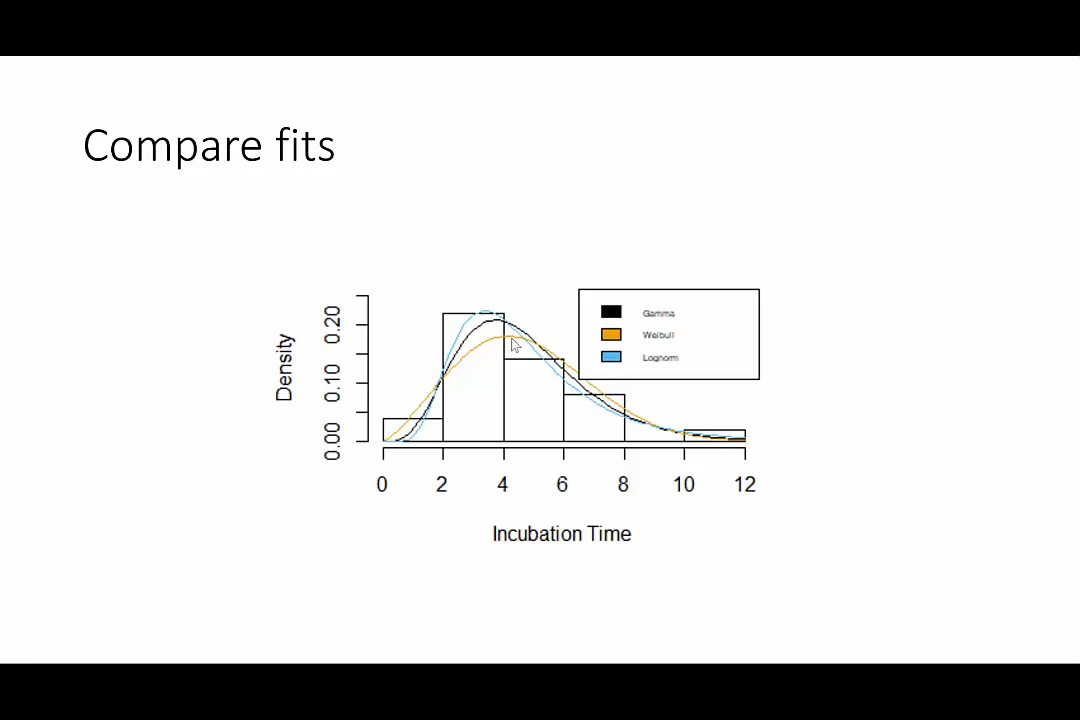 Compare fits
Density
0.00 0.10 0.20
Gamma
Weibull
Lognorm
0 2 4 6 8 10 12
Incubation Time